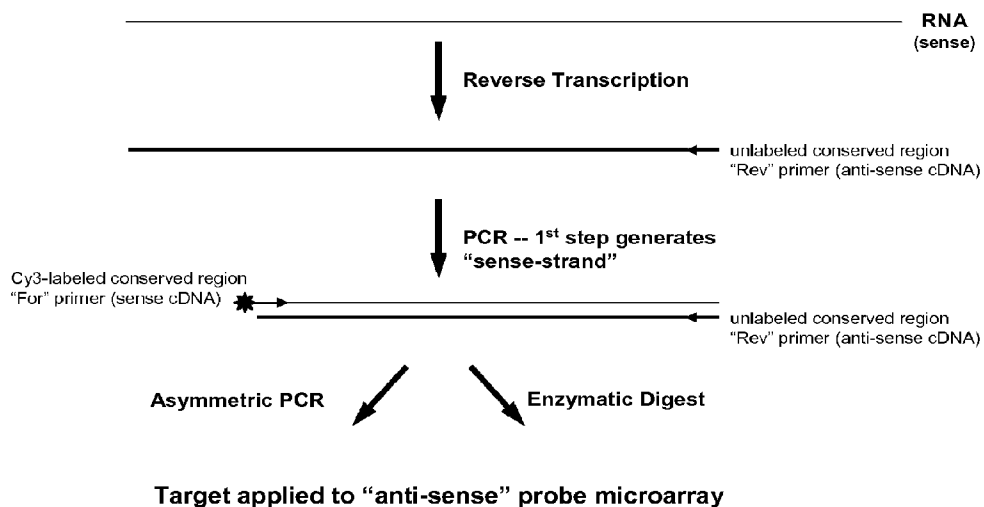 RNA
(sense)
Reverse Transcription
unlabeled conserved region
“Rev” primer (anti-sense cDNA)
PCR -- 1st step generates
“sense-strand”
Cy3-labeled conserved region
“For” primer (sense cDNA)
unlabeled conserved region
“Rev” primer (anti-sense cDNA)
Asymmetric PCR
Enzymatic Digest
Target applied to “anti-sense” probe microarray